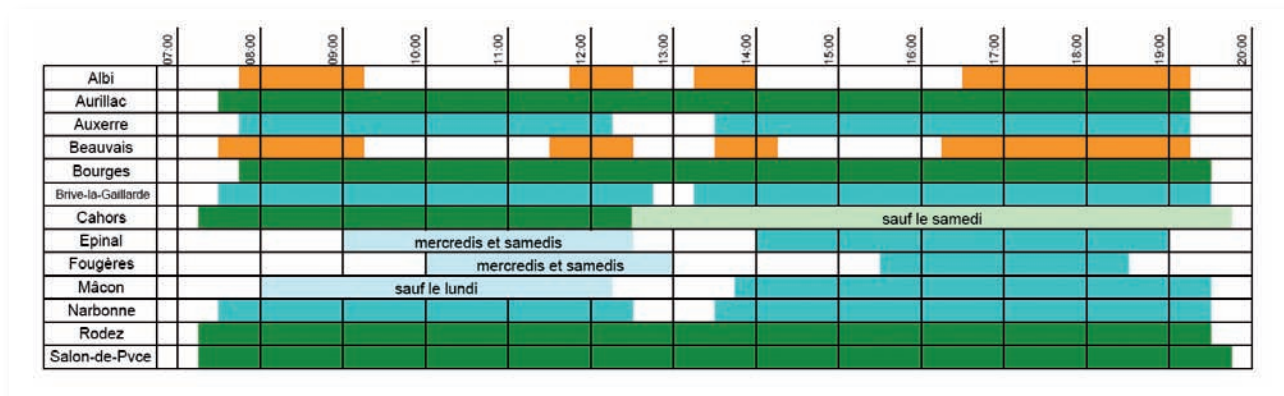 07:00 08:00 09:00 10:00 11:00 12:00 13:00 14:00 15:00 16:00 17:00 18:00 19:00 20:00
Albi
Aurillac
Auxerre
Beauvais
Bourges
Brive-la-Gaillarde
Cahors sauf le samedi
Epinal mercredis et samedis
Fougères mercredis et samedis
Mâcon sauf le lundi
Narbonne
Rodez
Salon-de-Pvce